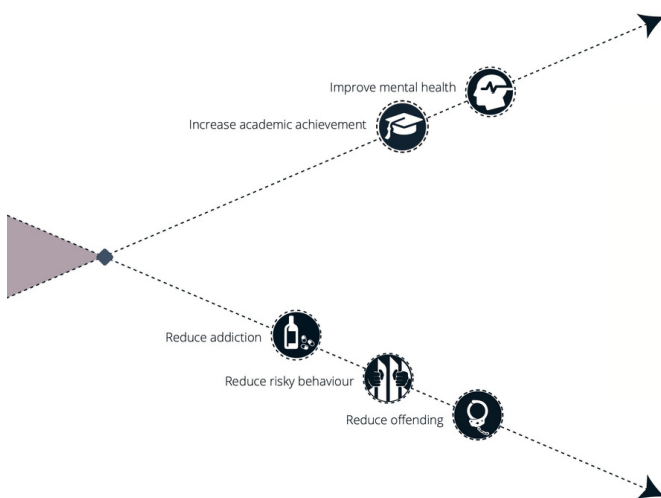 Improve mental health
Increase academic achievement
Reduce addiction
Reduce risky behaviour
Reduce offending